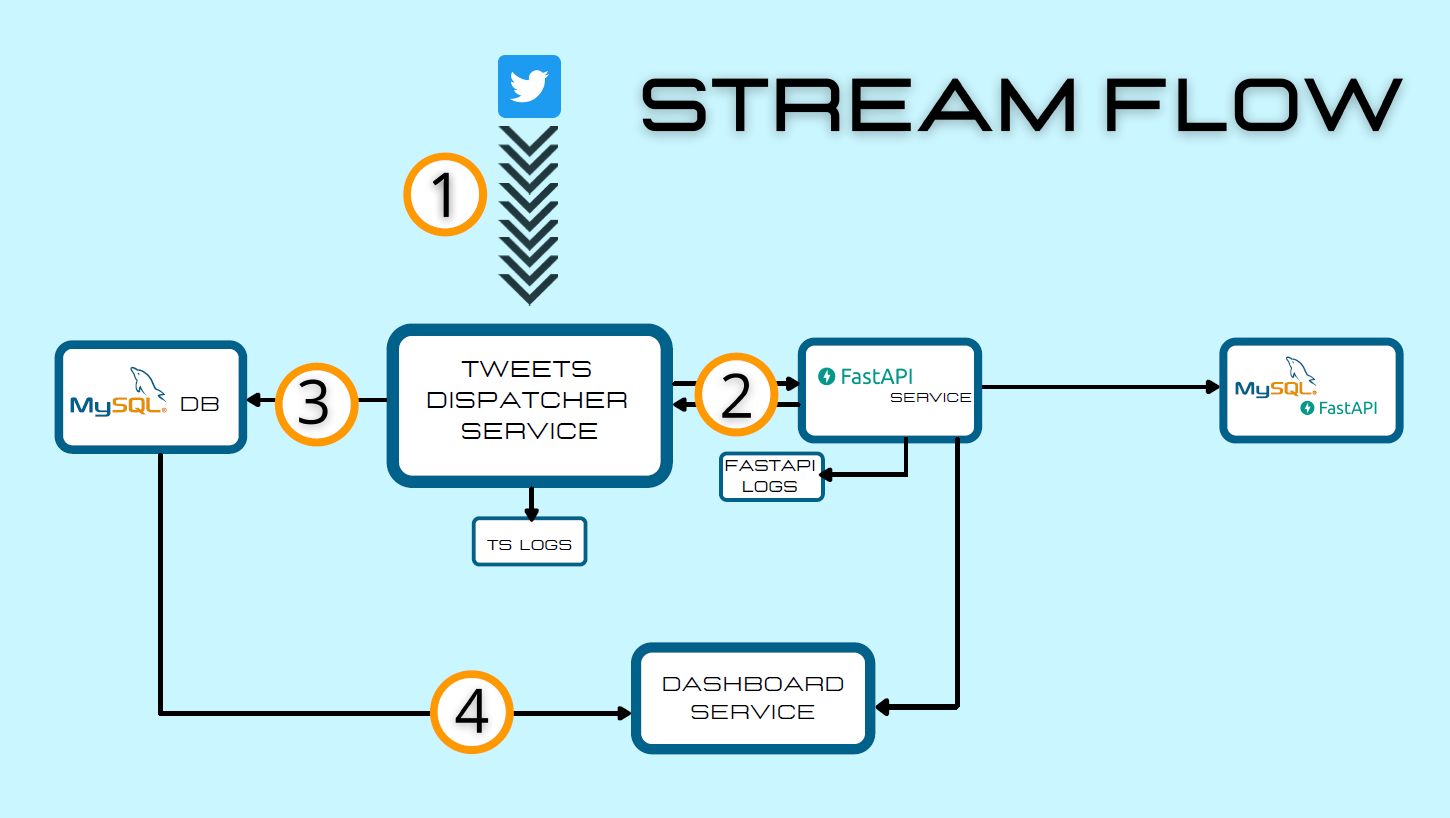 STREAM FLOW
1
TWEETS
DISPATCHER
SERVICE
MySQL® DB
3
2
FastAPI
SERVICE
MySQL®
FastAPI
FASTAPI
LOGS
TS LOGS
DASHBOARD
SERVICE
4